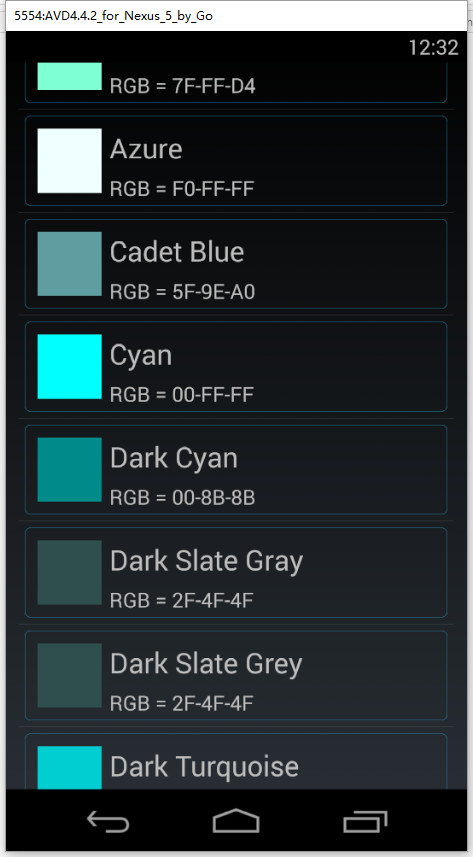 5554:AVD4.4.2_for_Nexus_5_by_Go
12:32
RGB = 7F-FF-D4
Azure
RGB = F0-FF-FF
Cadet Blue
RGB = 5F-9E-A0
Cyan
RGB = 00-FF-FF
Dark Cyan
RGB = 00-8B-8B
Dark Slate Gray
RGB = 2F-4F-4F
Dark Slate Grey
RGB = 2F-4F-4F
Dark Turquoise